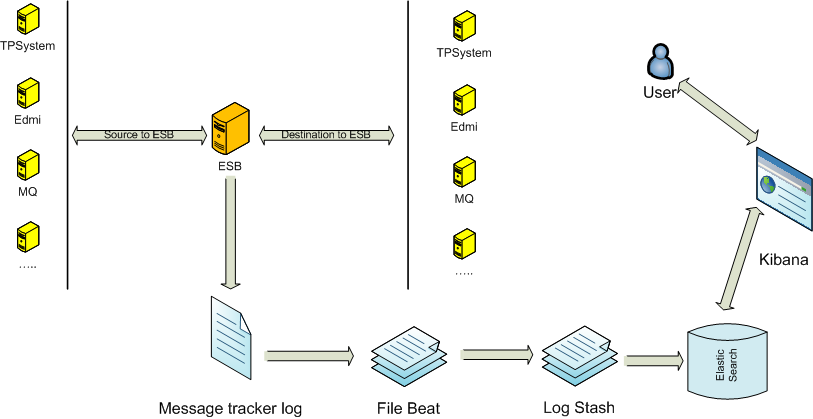 TPSystem
Edmi
MQ
.....
Source to ESB
ESB
Destination to ESB
TPSystem
Edmi
MQ
.....
User
Kibana
Elastic
Search
Message tracker log
File Beat
Log Stash